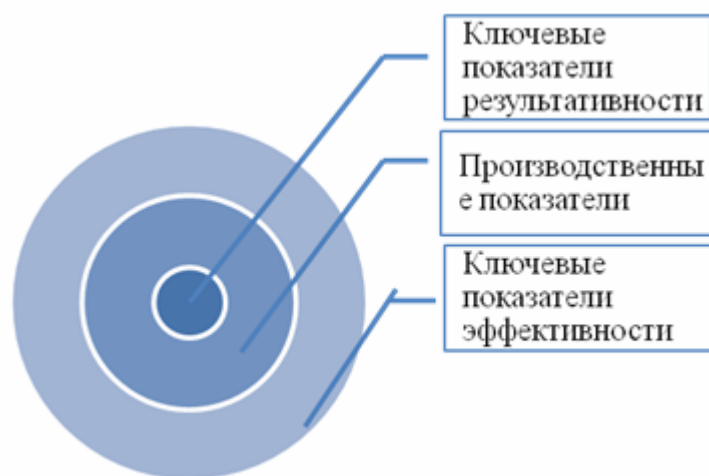 Ключевые
показатели
результативности
Производственны
е показатели
Ключевые
показатели
эффективности